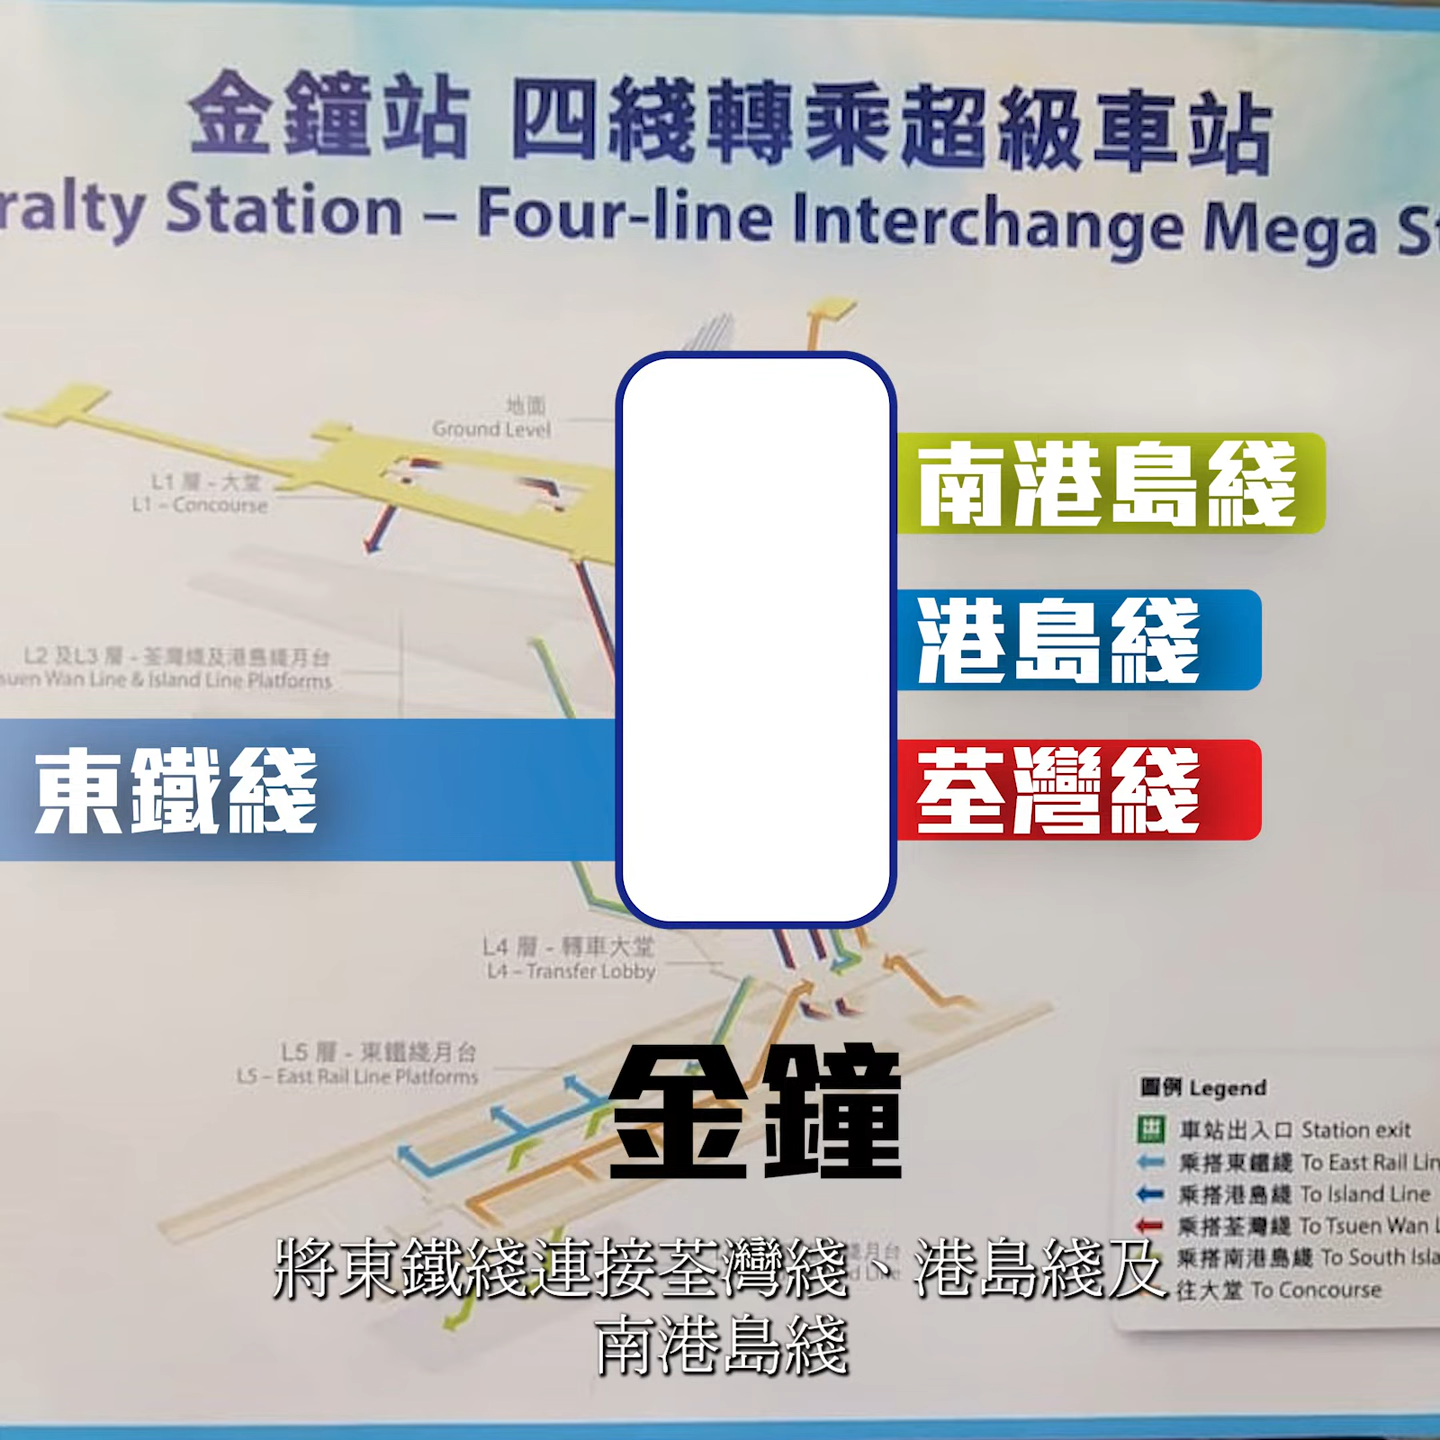 金鐘站 四綫轉乘超級車站
ralty Station – Four-line Interchange Mega St
地面
Ground Level
L1 層 - 大堂
L1 – Concourse
南港島綫
港島綫
L2 及L3 層 - 荃灣綫及港島綫月台
suen Wan Line & Island Line Platforms
東鐵綫
荃灣綫
L4 層 - 轉車大堂
L4 – Transfer Lobby
L5 層 - 東鐵綫月台
L5 – East Rail Line Platforms
金鐘
圖例 Legend
車站出入口 Station exit
乘搭東鐵綫 To East Rail Lin
乘搭港島綫 To Island Line
乘搭荃灣綫 To Tsuen Wan L
乘搭南港島綫 To South Isla
往大堂 To Concourse
綫月台
d Line
將東鐵綫連接荃灣綫、港島綫及
南港島綫